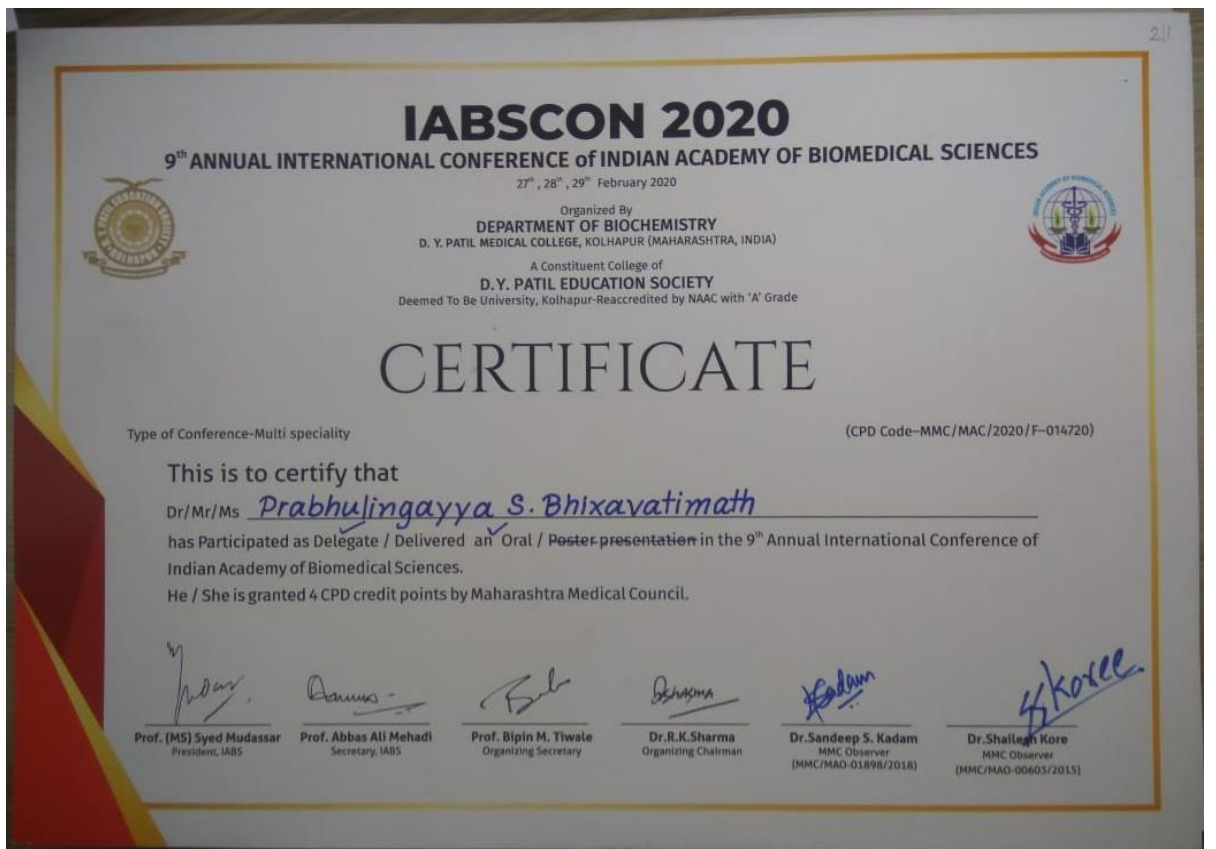 2/1
IABSCON 2020
9th ANNUAL INTERNATIONAL CONFERENCE of INDIAN ACADEMY OF BIOMEDICAL SCIENCES
27th, 28th, 29th February 2020
Organized By
DEPARTMENT OF BIOCHEMISTRY
D. Y. PATIL MEDICAL COLLEGE, KOLHAPUR (MAHARASHTRA, INDIA)
A Constituent College of
D.Y. PATIL EDUCATION SOCIETY
Deemed To Be University, Kolhapur-Reaccredited by NAAC with 'A' Grade
CERTIFICATE
Type of Conference-Multi speciality
(CPD Code-MMC/MAC/2020/F-014720)
This is to certify that
Dr/Mr/Ms Prabhulingayya S. Bhixavatimath
has Participated as Delegate / Delivered an Oral / Poster presentation in the 9th Annual International Conference of
Indian Academy of Biomedical Sciences.
He / She is granted 4 CPD credit points by Maharashtra Medical Council.
Kadam
SKoree
Prof. (MS) Syed Mudassar
President, IABS
Prof. Abbas Ali Mehadi
Secretary, IABS
Prof. Bipin M. Tiwale
Organizing Secretary
Dr.R.K.Sharma
Organizing Chairman
Dr.Sandeep S. Kadam
MMC Observer
(MMC/MAO-01898/2018)
Dr.Shailesh Kore
MMC Observer
(MMC/MAO-00603/2015)